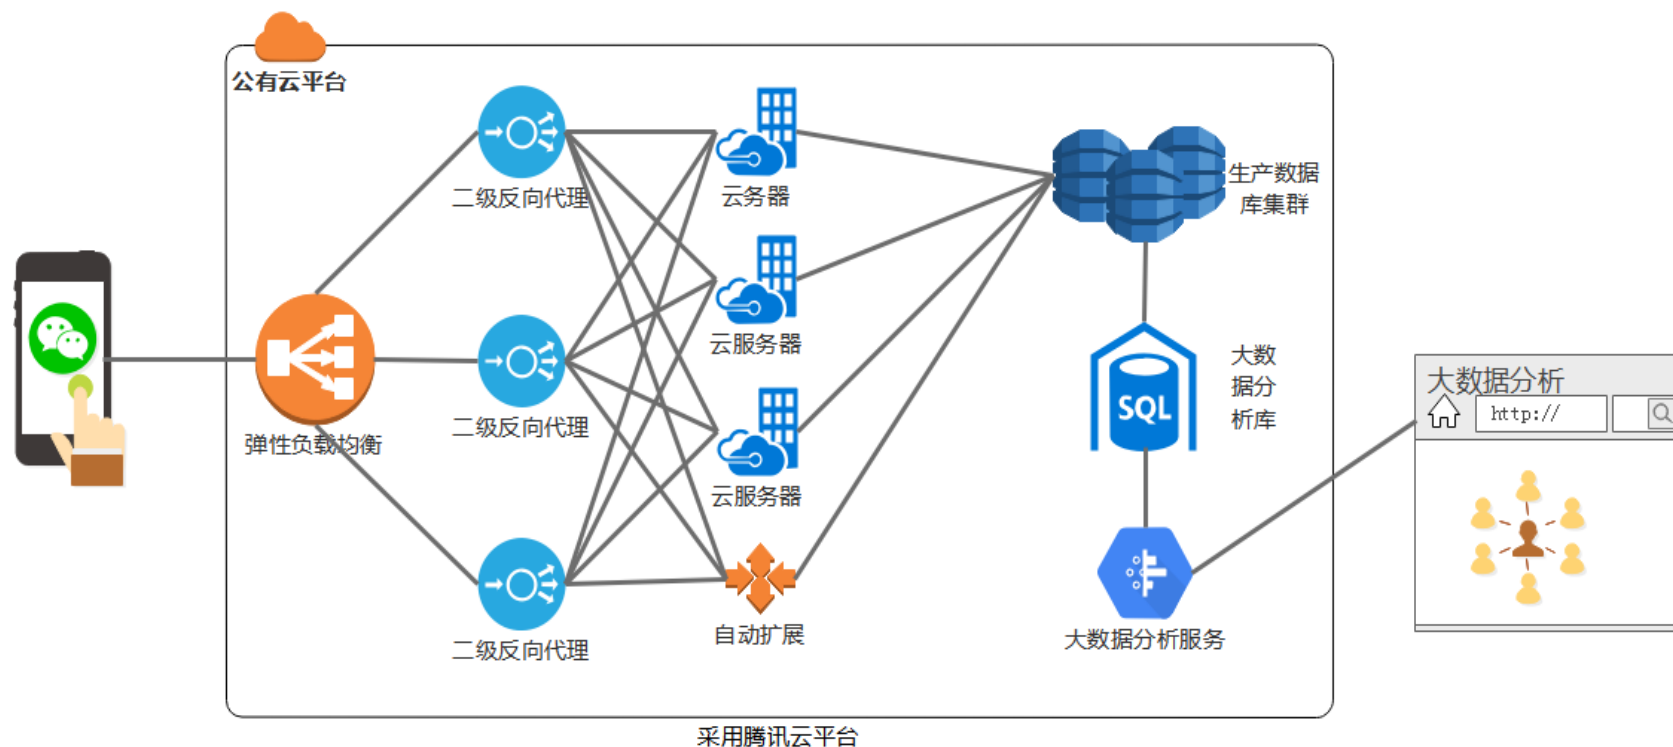 公有云平台
二级反向代理
云务器
生产数据
库集群
云服务器
弹性负载均衡
二级反向代理
大数
据分
析库
SQL
云服务器
大数据分析
http://
自动扩展
二级反向代理
大数据分析服务
采用腾讯云平台